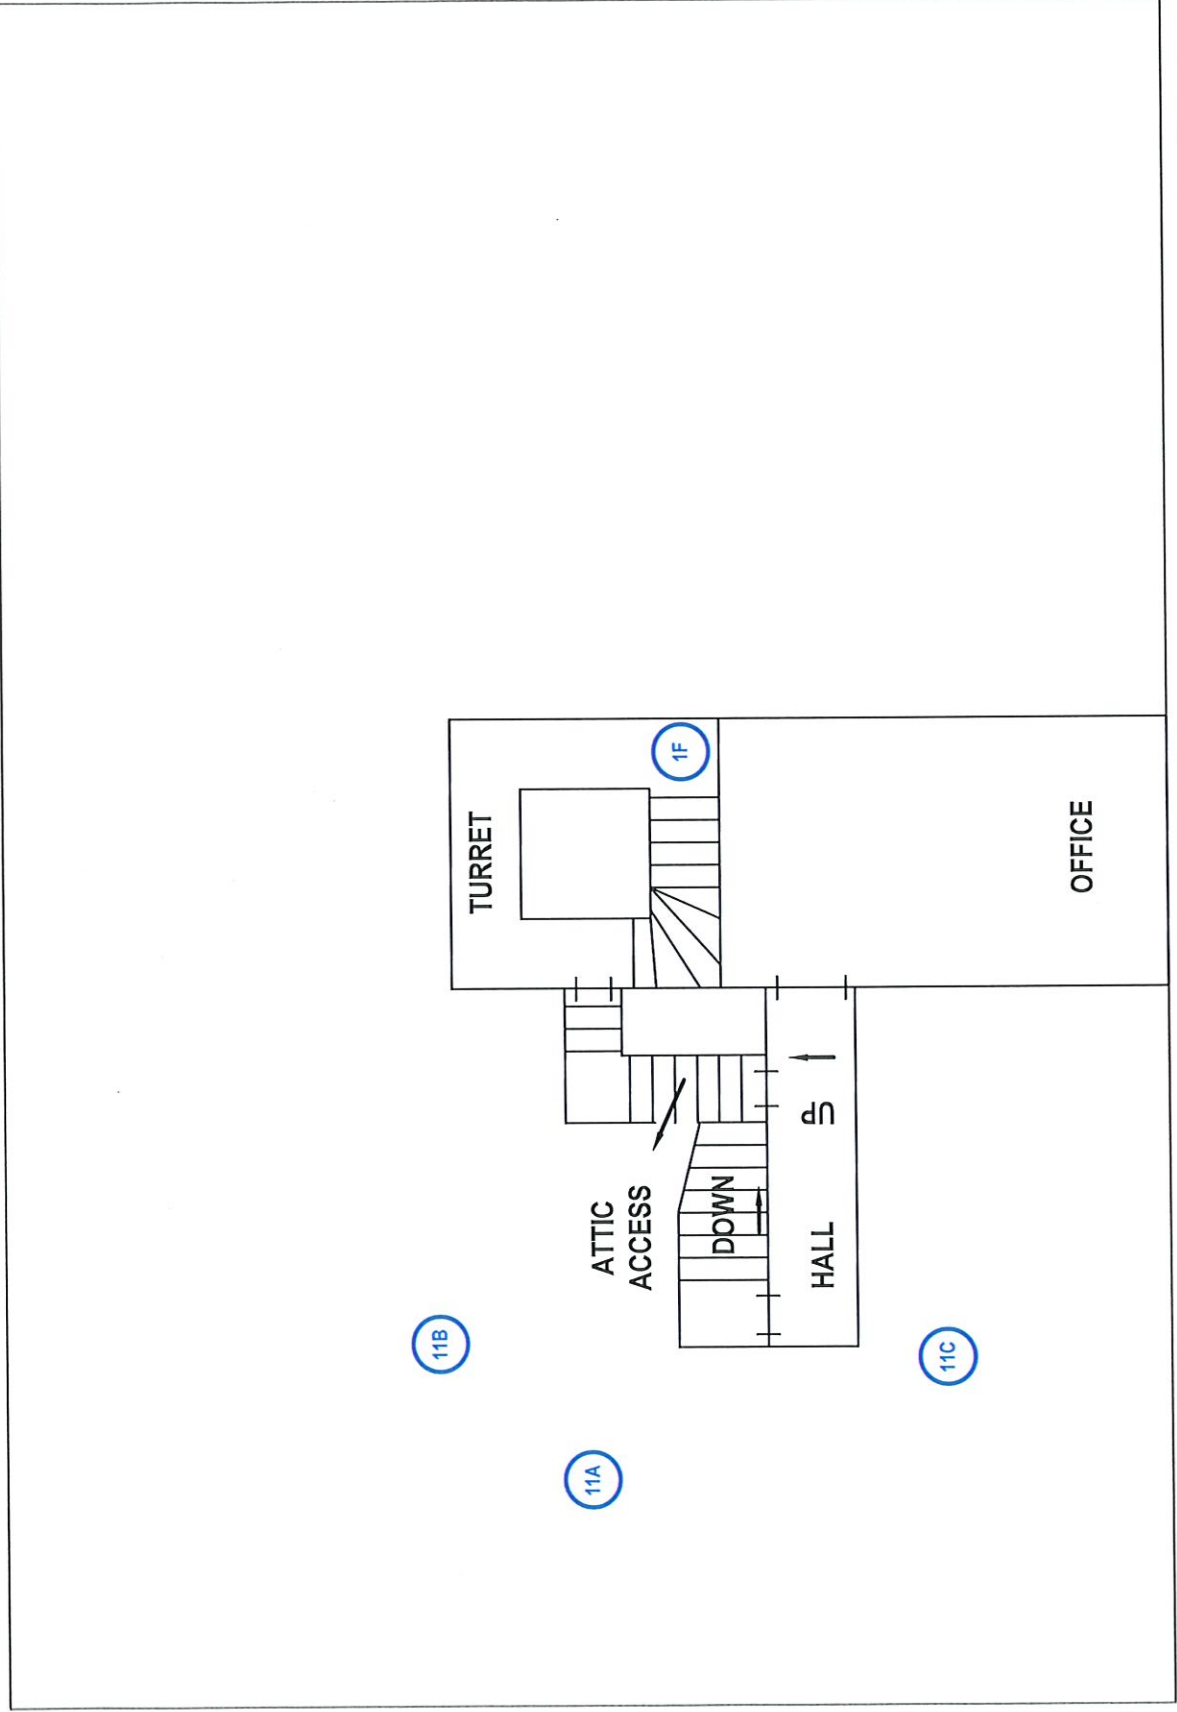 11B
TURRET
11A
ATTIC
ACCESS
1F
DOWN
HALL
Up
11C
OFFICE